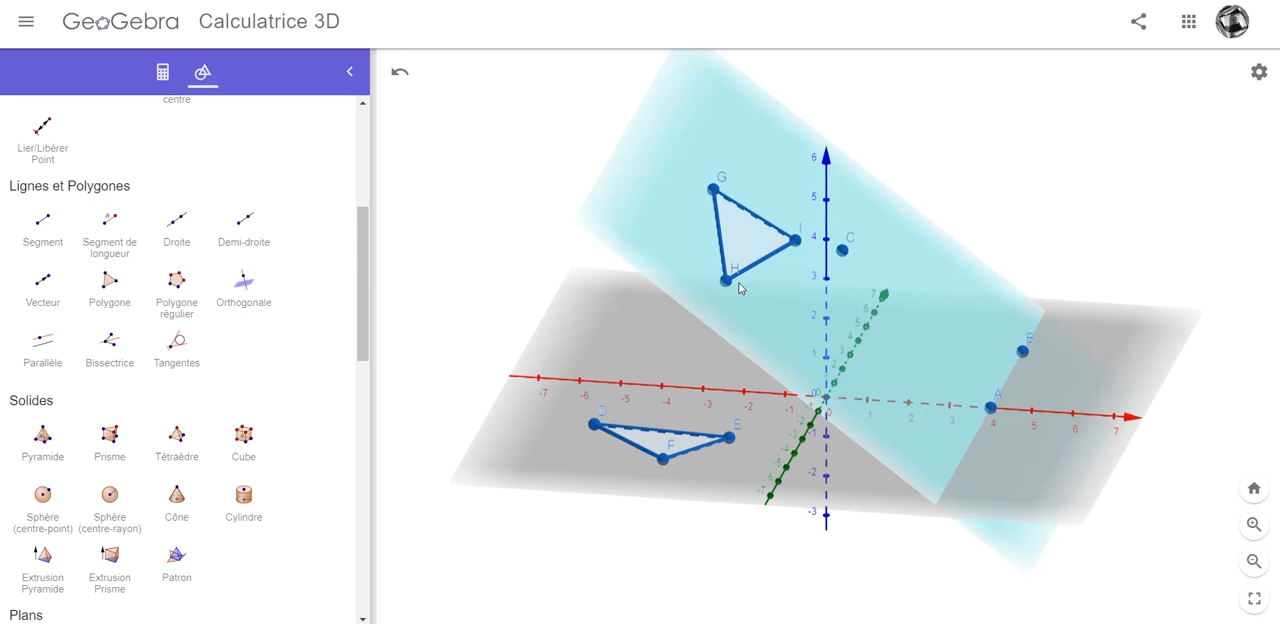 GeoGebra Calculatrice 3D
centre
Lier/Libérer
Point
Lignes et Polygones
Segment
Segment de
longueur
Droite
Demi-droite
Vecteur
Polygone
Polygone
régulier
Orthogonale
Parallèle
Bissectrice
Tangentes
Solides
Pyramide
Prisme
Tétraèdre
Cube
Sphère
(centre-point)
Sphère
(centre-rayon)
Cône
Cylindre
Extrusion
Pyramide
Extrusion
Prisme
Patron
Plans
G
I
H
C
B
A
D
E
F
6
5
4
3
2
1
0
-1
-2
-3
-7
-6
-5
-4
-3
-2
-1
0
1
2
3
4
5
6
7
7
6
5
4
3
2